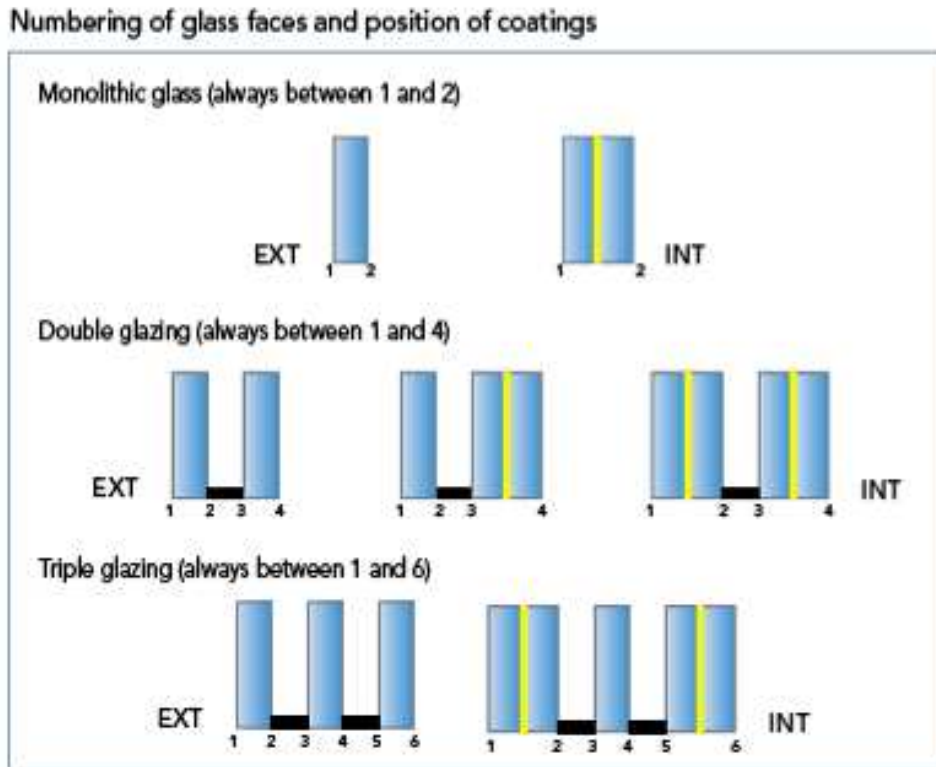 Numbering of glass faces and position of coatings
Monolithic glass (always between 1 and 2)
EXT
INT
1 2 1 2
Double glazing (always between 1 and 4)
EXT
INT
1 2 3 4 1 2 3 4 1 2 3 4
Triple glazing (always between 1 and 6)
EXT
INT
1 2 3 4 5 6 1 2 3 4 5 6